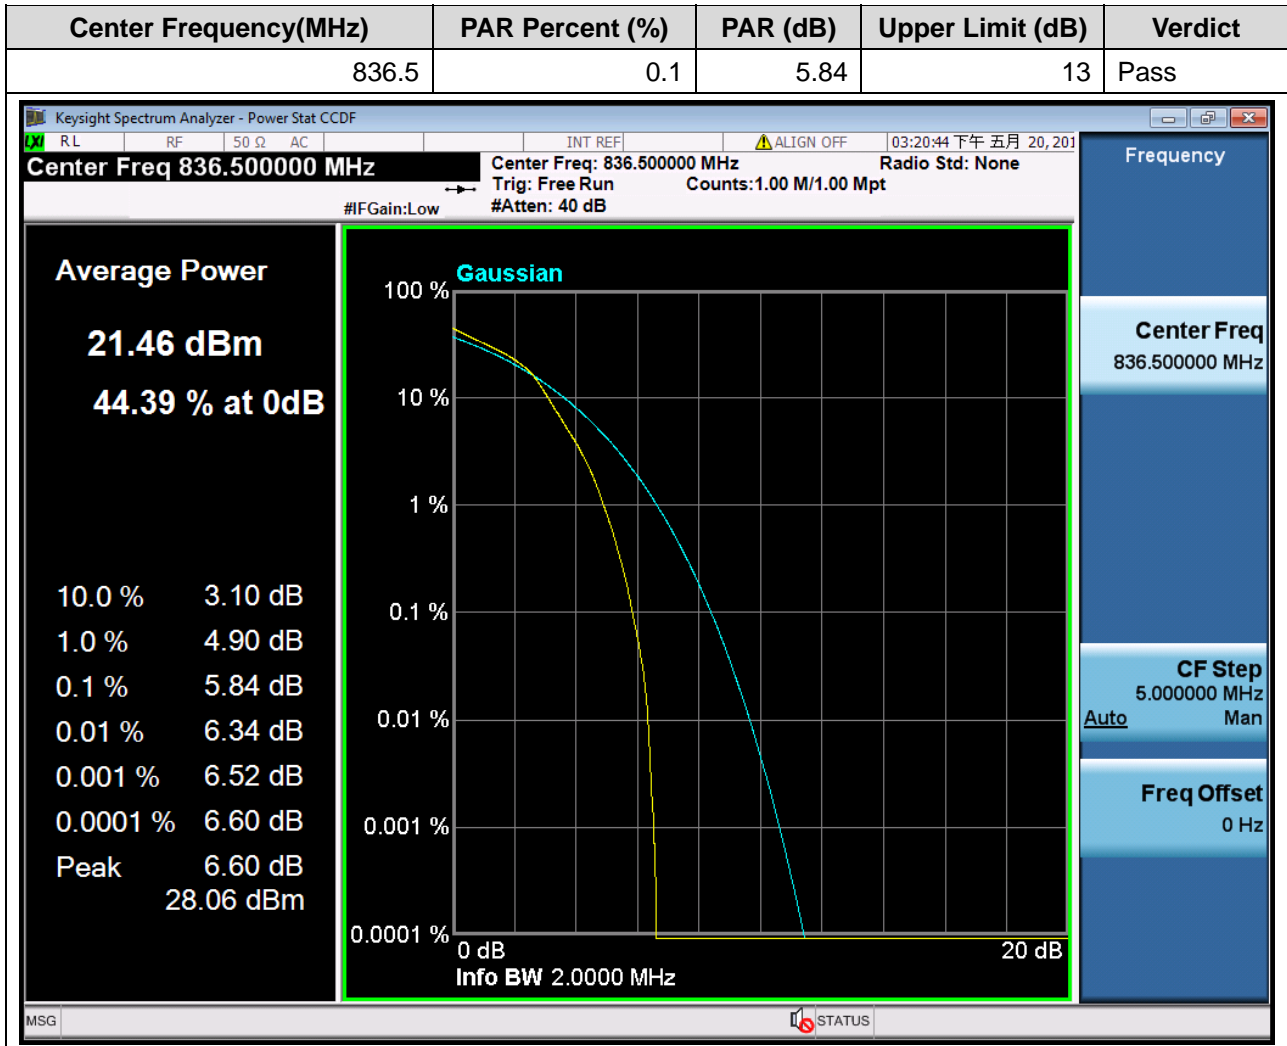 Center Frequency(MHz) PAR Percent (%) PAR (dB) Upper Limit (dB) Verdict
836.5 0.1 5.84 13 Pass
Keysight Spectrum Analyzer - Power Stat CCDF
LXI RL RF 50 Ω AC INT REF ALIGN OFF 03:20:44 下午 五月 20, 201
Center Freq 836.500000 MHz
Center Freq: 836.500000 MHz Radio Std: None
Trig: Free Run Counts:1.00 M/1.00 Mpt
#IFGain:Low #Atten: 40 dB
Frequency
Average Power
21.46 dBm
44.39 % at 0dB
10.0 % 3.10 dB
1.0 % 4.90 dB
0.1 % 5.84 dB
0.01 % 6.34 dB
0.001 % 6.52 dB
0.0001 % 6.60 dB
Peak 6.60 dB
28.06 dBm
Gaussian
100 %
10 %
1 %
0.1 %
0.01 %
0.001 %
0.0001 %
0 dB 20 dB
Info BW 2.0000 MHz
Center Freq
836.500000 MHz
CF Step
5.000000 MHz
Auto Man
Freq Offset
0 Hz
MSG STATUS